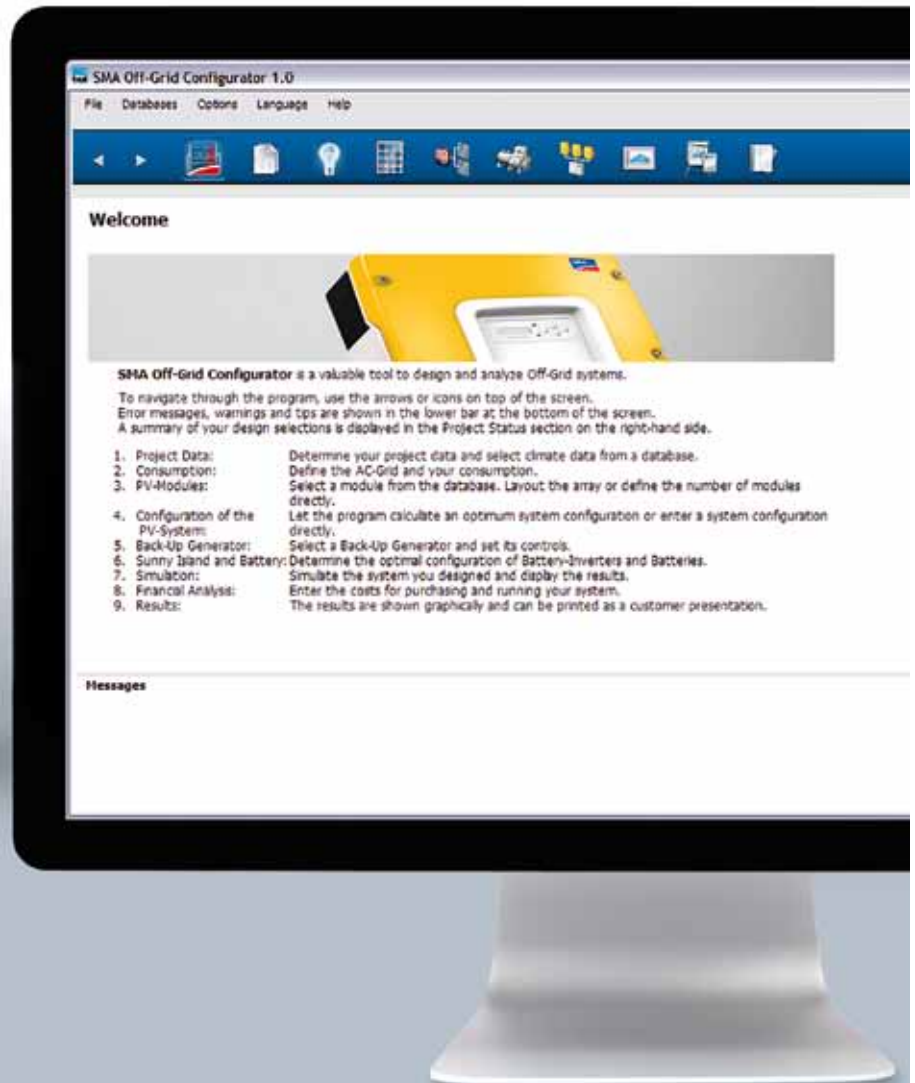 SMA Off-Grid Configurator 1.0
File Databases Options Language Help
Welcome
SMA Off-Grid Configurator is a valuable tool to design and analyze Off-Grid systems.
To navigate through the program, use the arrows or icons on top of the screen.
Error messages, warnings and tips are shown in the lower bar at the bottom of the screen.
A summary of your design selections is displayed in the Project Status section on the right-hand side.
1. Project Data: Determine your project data and select climate data from a database.
2. Consumption: Define the AC-Grid and your consumption.
3. PV-Modules: Select a module from the database. Layout the array or define the number of modules
directly.
4. Configuration of the Let the program calculate an optimum system configuration or enter a system configuration
PV-System: directly.
5. Back-Up Generator: Select a Back-Up Generator and set its controls.
6. Sunny Island and Battery: Determine the optimal configuration of Battery-Inverters and Batteries.
7. Simulation: Simulate the system you designed and display the results.
8. Financial Analysis: Enter the costs for purchasing and running your system.
9. Results: The results are shown graphically and can be printed as a customer presentation.
Messages